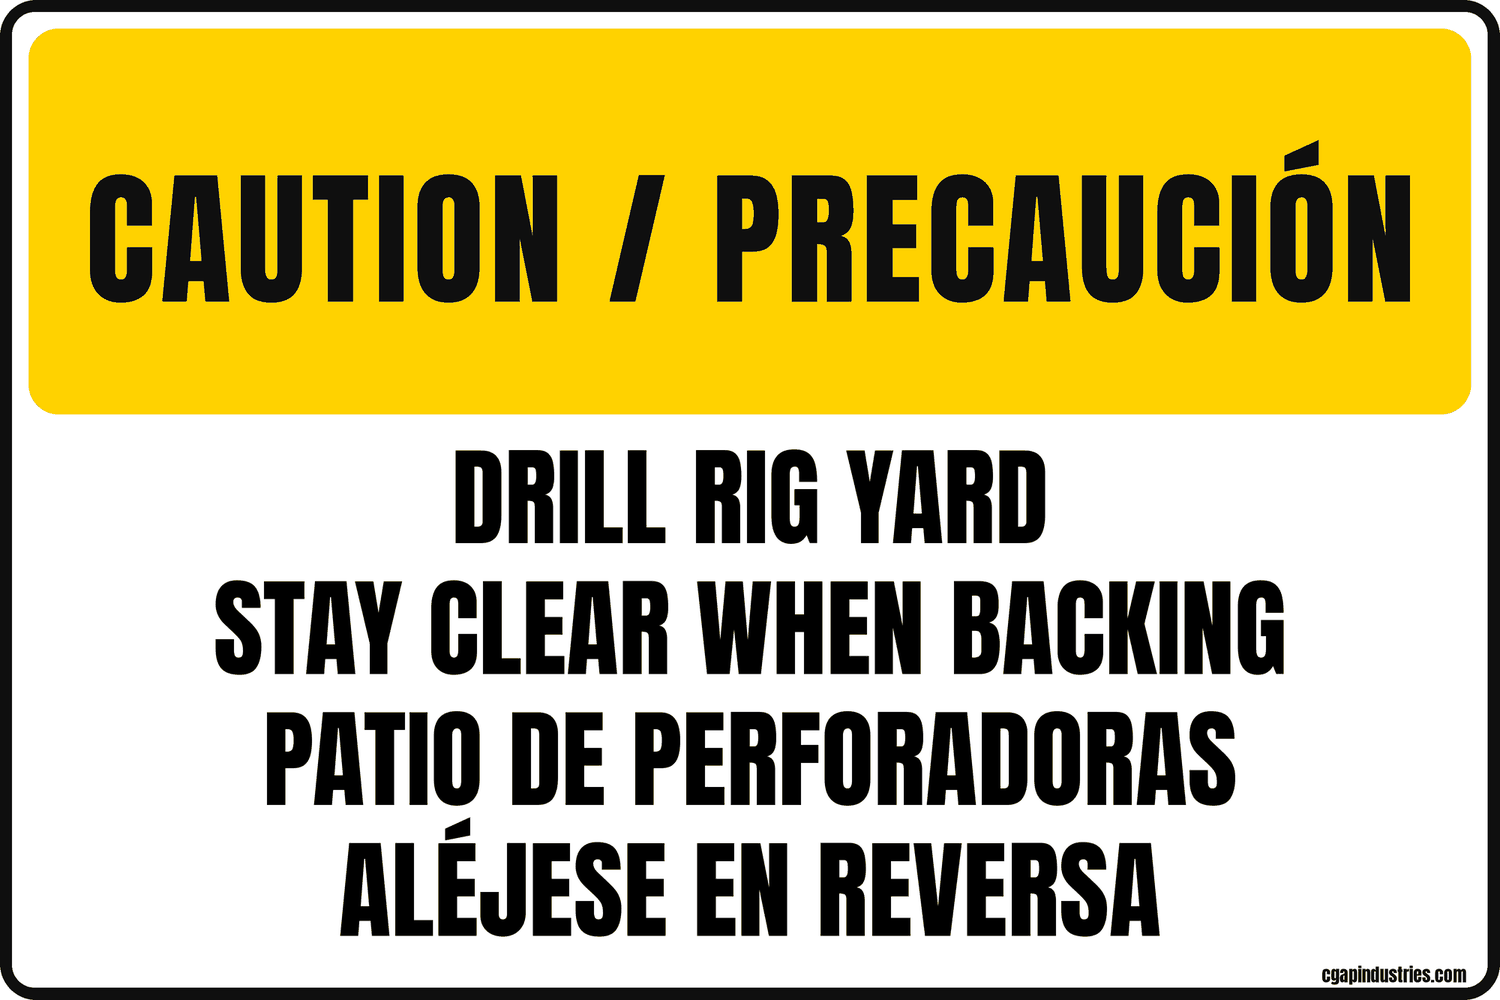 CAUTION / PRECAUCIÓN
DRILL RIG YARD
STAY CLEAR WHEN BACKING
PATIO DE PERFORADORAS
ALÉJESE EN REVERSA
cgapindustries.com